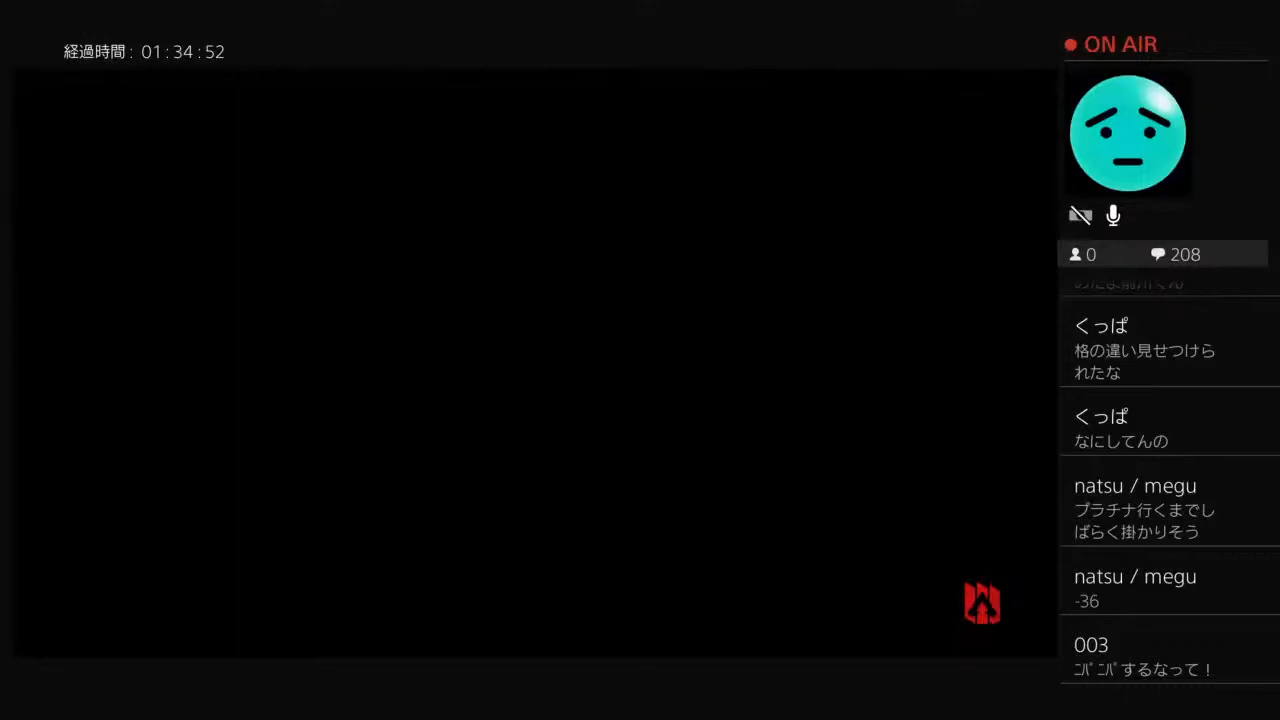 経過時間 : 01:34:52
ON AIR
0
208
くっぱ
格の違い見せつけら
れたな
くっぱ
なにしてんの
natsu / megu
プラチナ行くまでし
ばらく掛かりそう
natsu / megu
-36
003
ﾆﾊﾟﾆﾊﾟするなって！